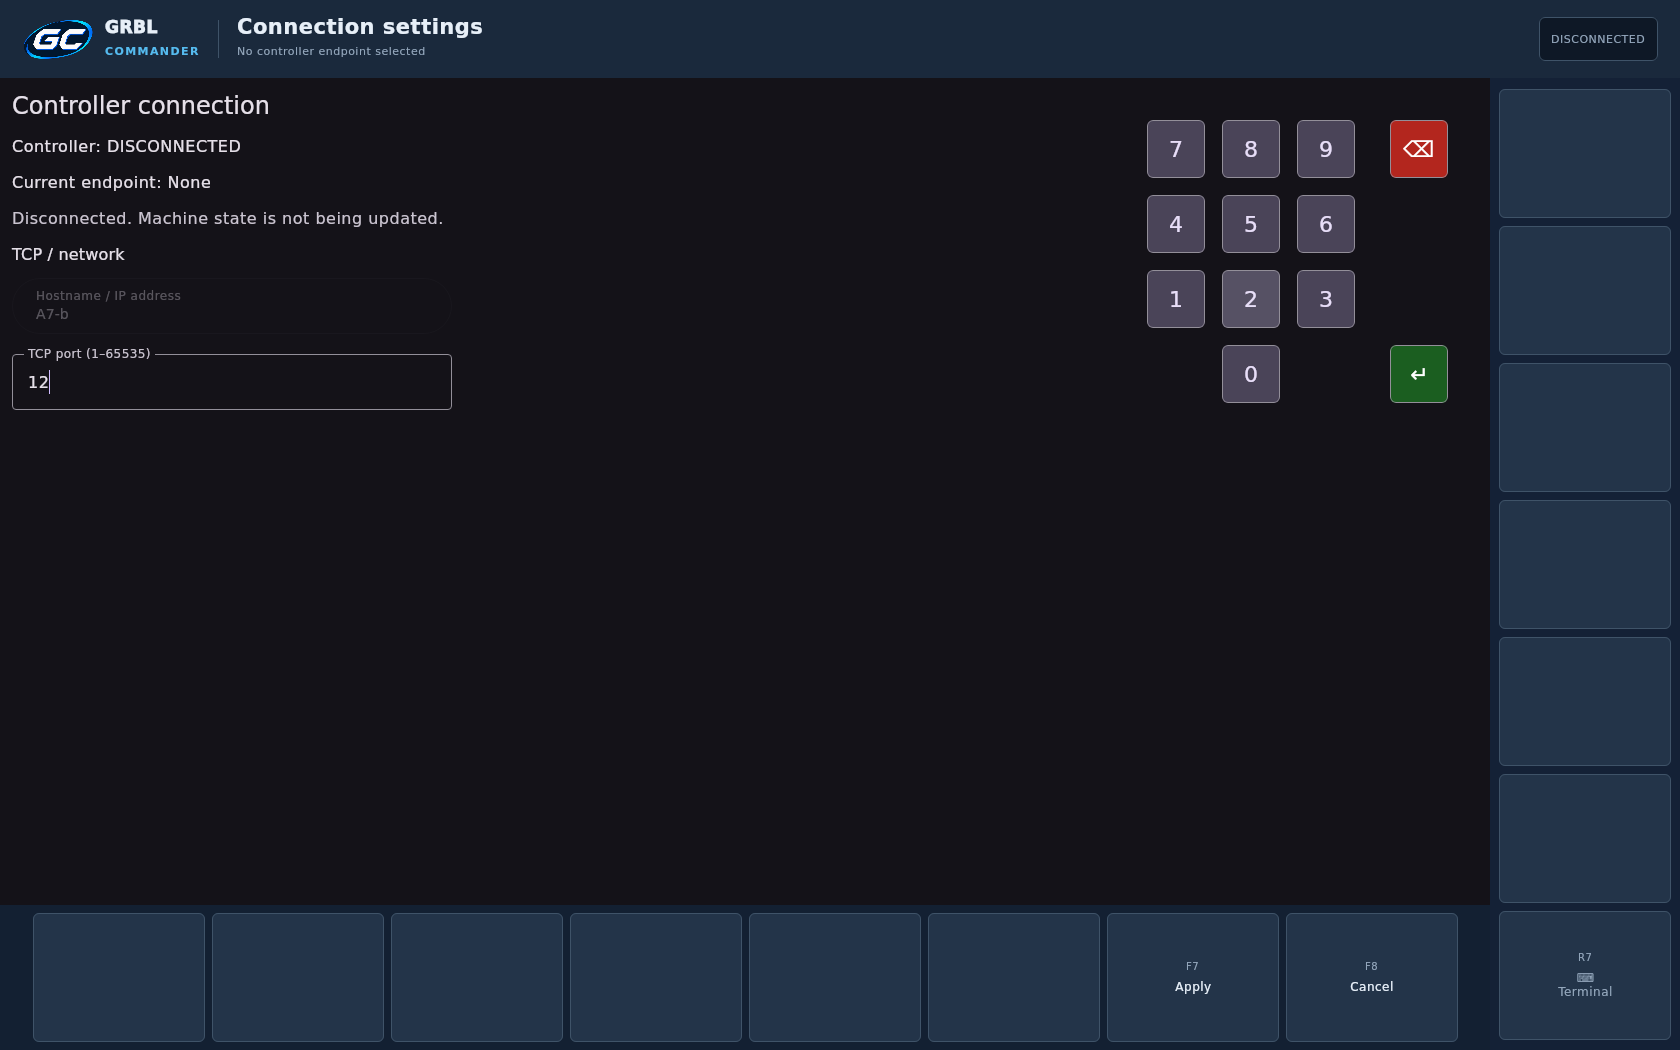 GC
GRBL
COMMANDER
Connection settings
No controller endpoint selected
DISCONNECTED
Controller connection
Controller: DISCONNECTED
Current endpoint: None
Disconnected. Machine state is not being updated.
TCP / network
Hostname / IP address
A7-b
TCP port (1–65535)
12
7 8 9 ⌫
4 5 6
1 2 3
0 ↵
F7
Apply
F8
Cancel
R7
⌨
Terminal